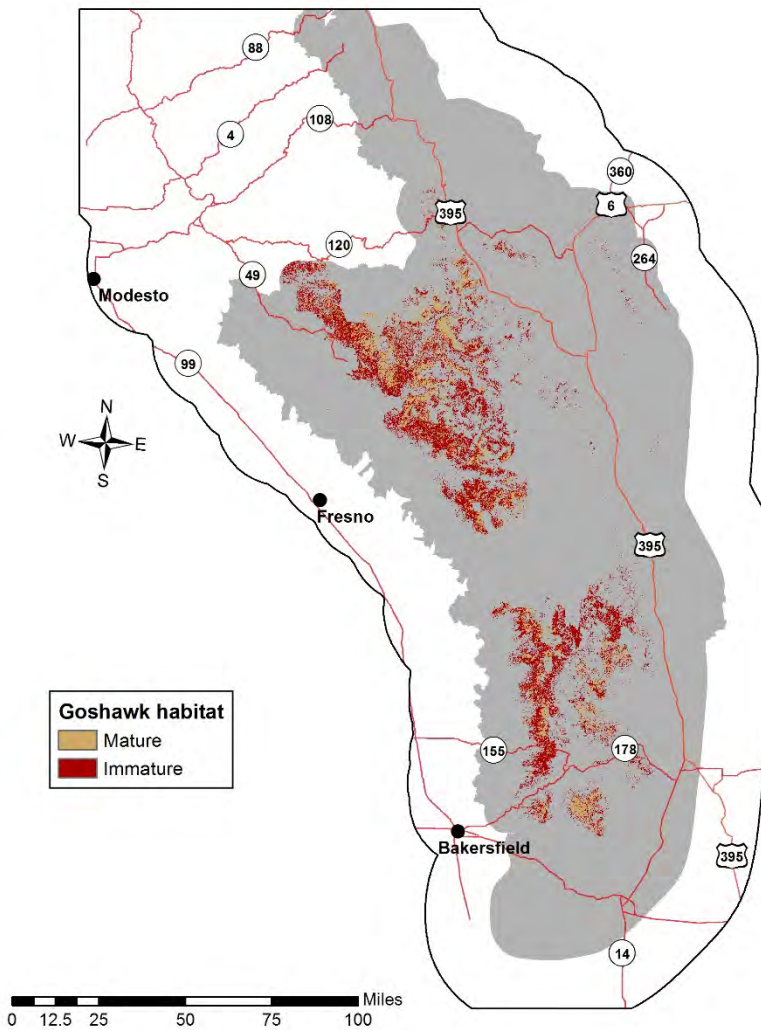 88
4
108
360
395
6
120
264
49
Modesto
99
N
W E
S
Fresno
395
Goshawk habitat
Mature
Immature
155
178
Bakersfield
395
14
Miles
0 12.5 25 50 75 100